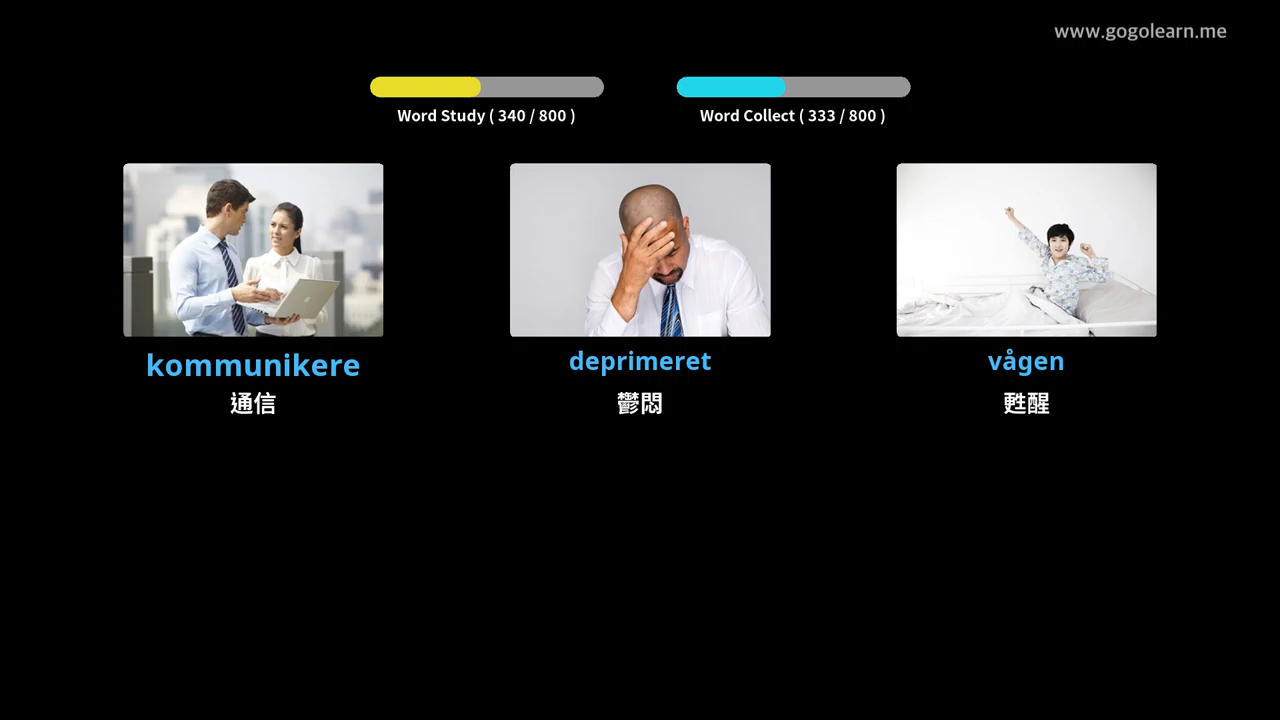 www.gogolearn.me
Word Study ( 340 / 800 )
Word Collect ( 333 / 800 )
kommunikere
通信
deprimeret
鬱悶
vågen
甦醒